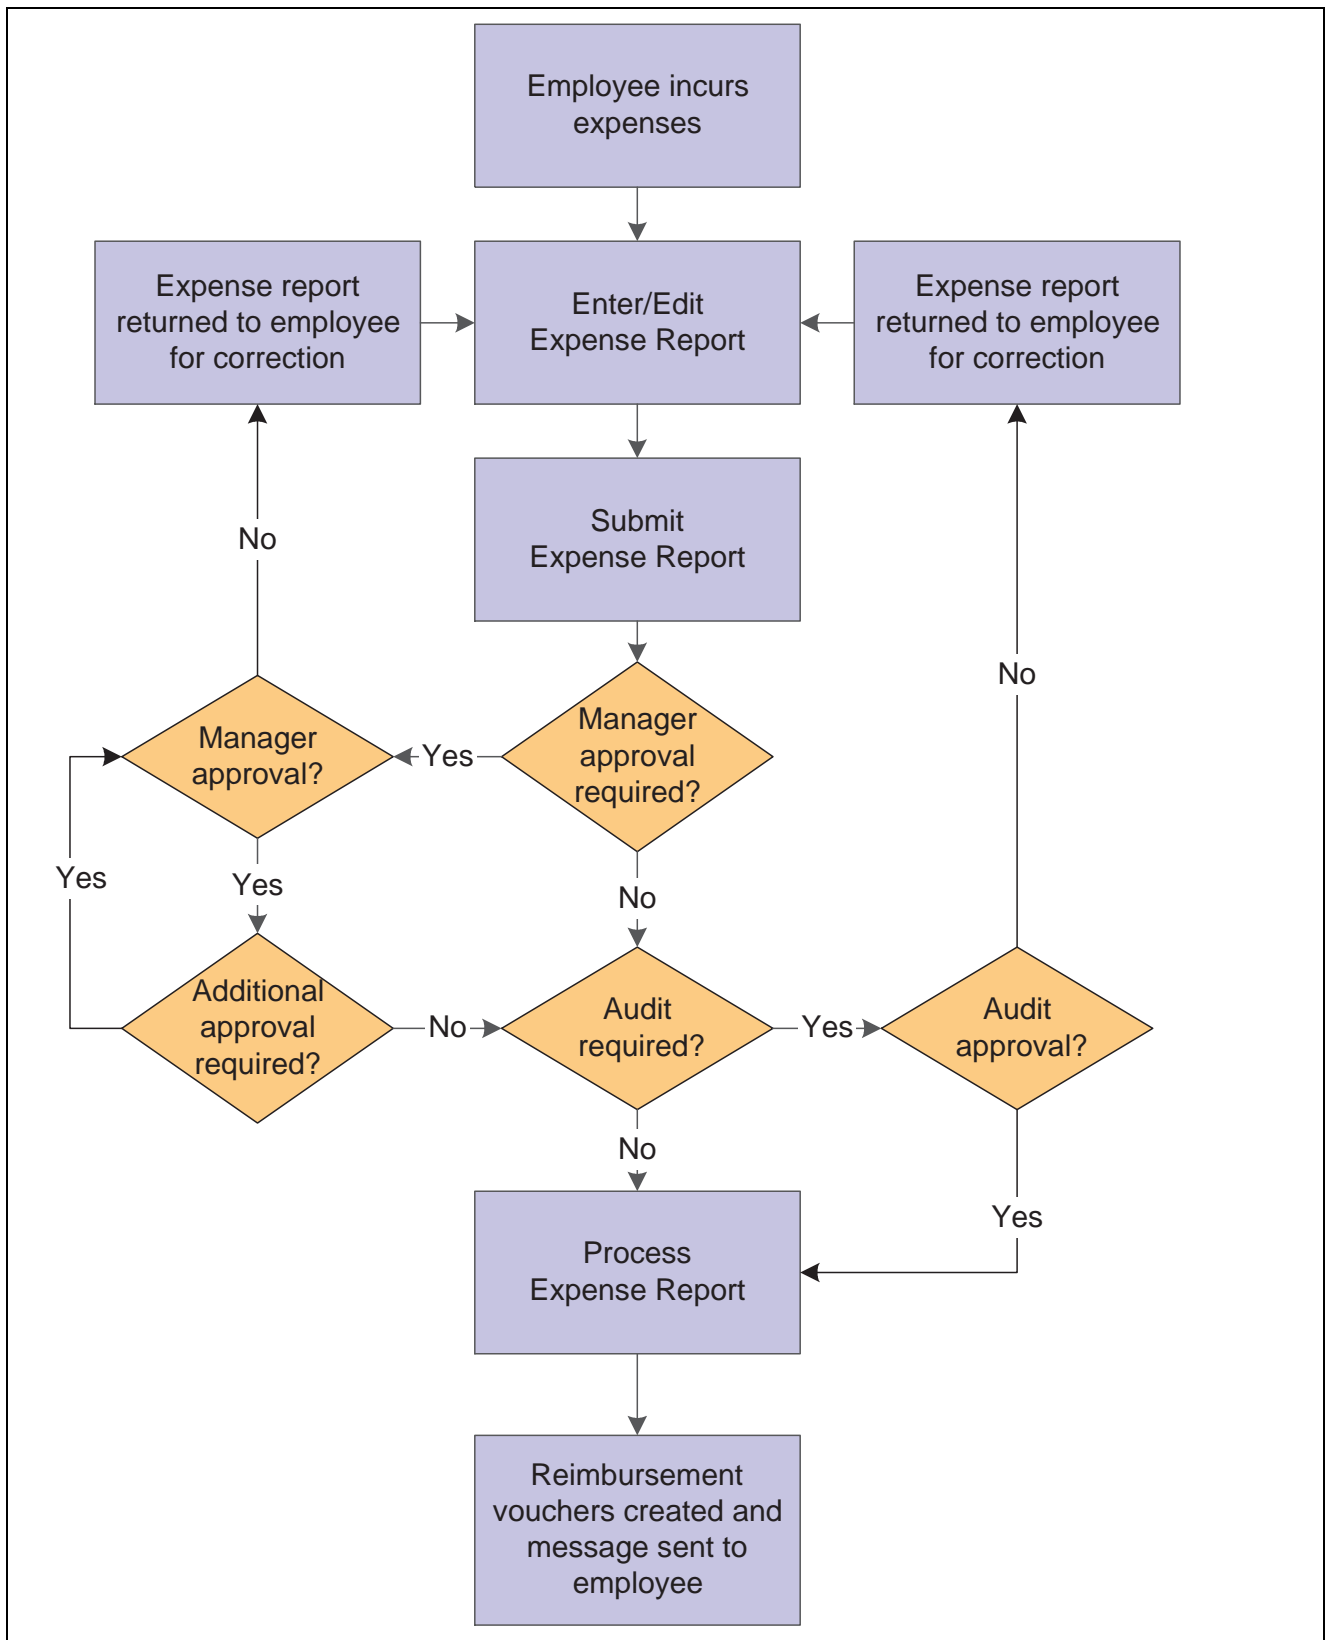 Employee incurs
expenses
Expense report
returned to employee
for correction
Enter/Edit
Expense Report
Expense report
returned to employee
for correction
Submit
Expense Report
No
No
Manager
approval?
Yes
Manager
approval
required?
Yes
Yes
No
Additional
approval
required?
No
Audit
required?
Yes
Audit
approval?
No
Yes
Process
Expense Report
Reimbursement
vouchers created and
message sent to
employee